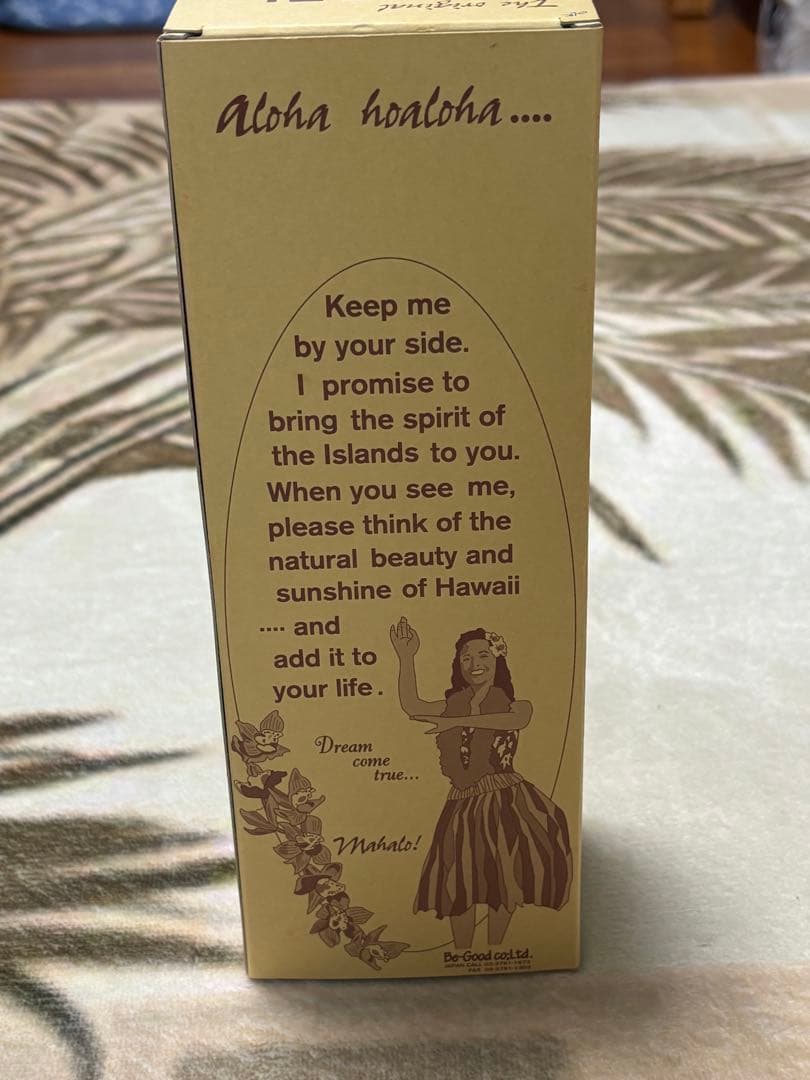 The original
Aloha hoaloha....
Keep me
by your side.
I promise to
bring the spirit of
the Islands to you.
When you see me,
please think of the
natural beauty and
sunshine of Hawaii
.... and
add it to
your life.
Dream
come
true...
Mahalo!
Be-Good co;Ltd.